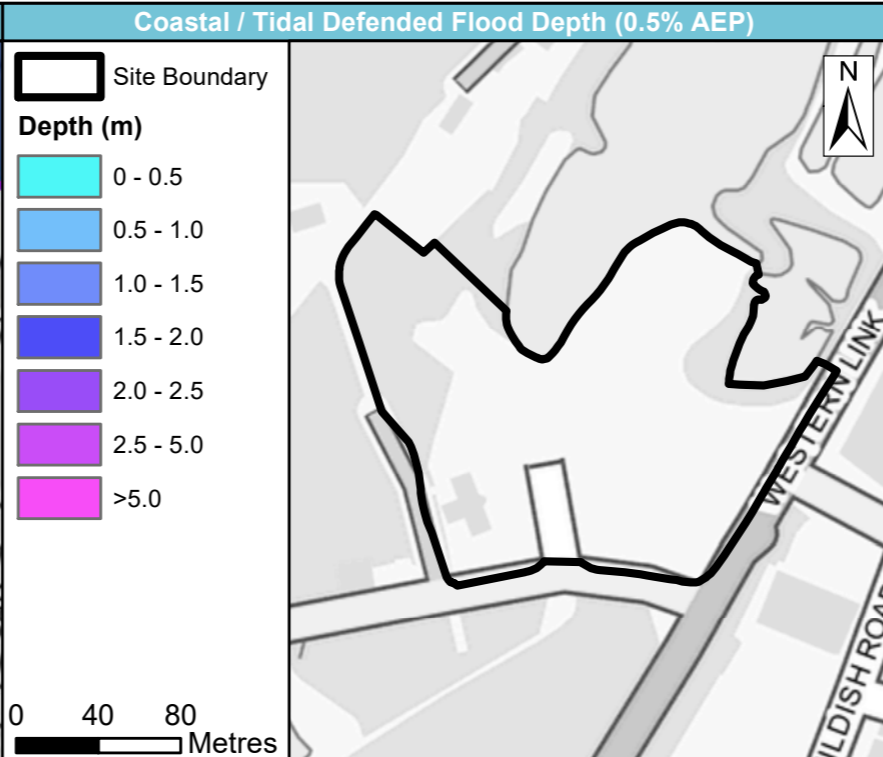 Coastal / Tidal Defended Flood Depth (0.5% AEP)
Site Boundary
Depth (m)
0 - 0.5
0.5 - 1.0
1.0 - 1.5
1.5 - 2.0
2.0 - 2.5
2.5 - 5.0
>5.0
0 40 80
Metres
N
WESTERN LINK
ILDISH ROA